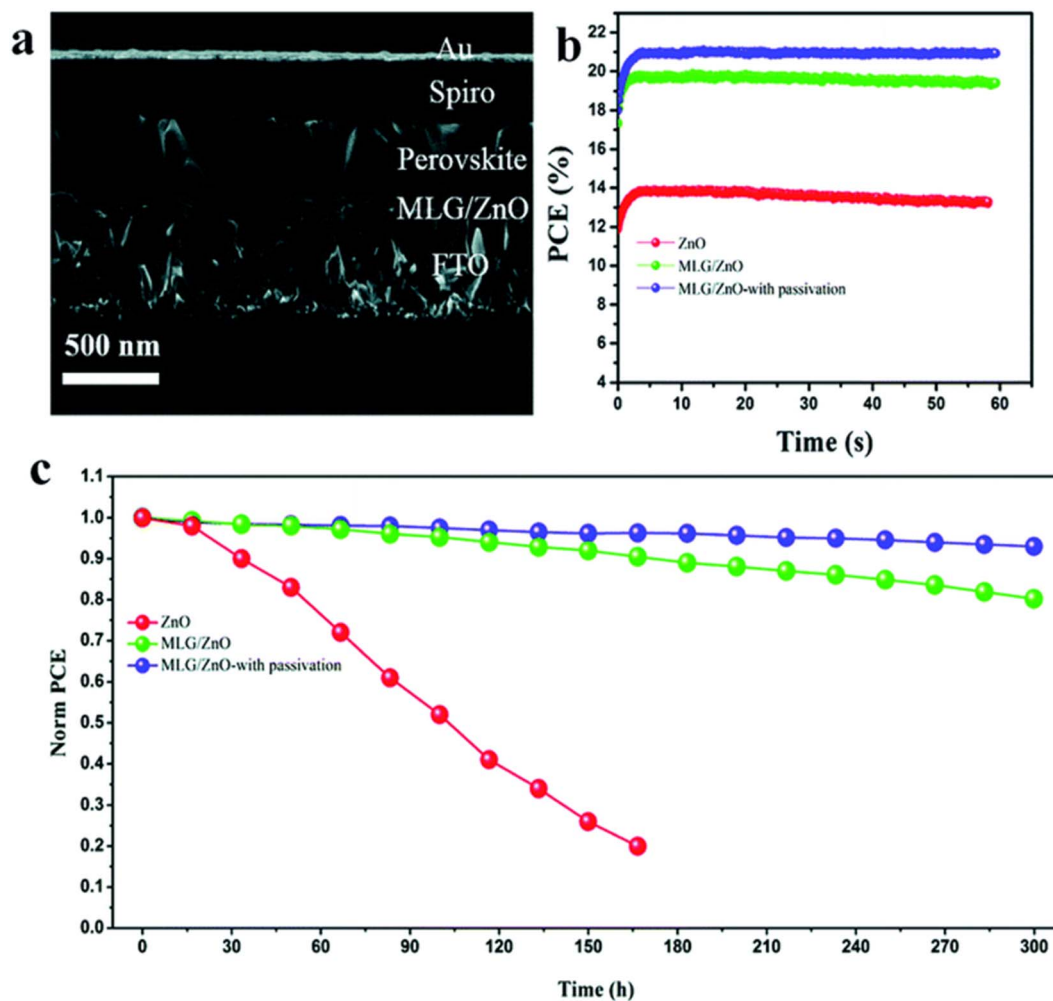 a
Au
Spiro
Perovskite
MLG/ZnO
FTO
500 nm
b
PCE (%)
22
20
18
16
14
12
10
8
6
4
ZnO
MLG/ZnO
MLG/ZnO-with passivation
0 10 20 30 40 50 60
Time (s)
c
Norm PCE
1.1
1.0
0.9
0.8
0.7
0.6
0.5
0.4
0.3
0.2
0.1
0.0
ZnO
MLG/ZnO
MLG/ZnO-with passivation
0 30 60 90 120 150 180 210 240 270 300
Time (h)